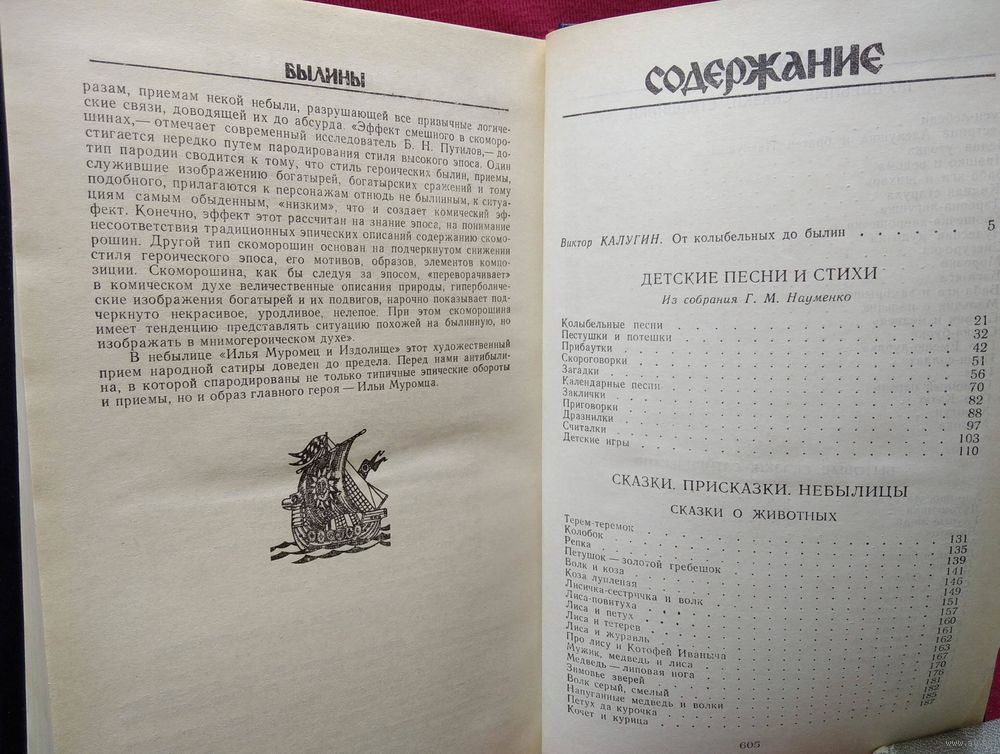 БЫЛИНЫ
разам, приемам некой небыли, разрушающей все привычные логиче-
ские связи, доводящей их до абсурда. «Эффект смешного в скоморо-
шинах,— отмечает современный исследователь Б. Н. Путилов,— до-
стигается нередко путем пародирования стиля высокого эпоса. Один
тип пародии сводится к тому, что стиль героических былин, приемы,
служившие изображению богатырей, богатырских сражений и тому
подобного, прилагаются к персонажам отнюдь не былинным, к ситуа-
циям самым обыденным, «низким», что и создает комический эф-
фект. Конечно, эффект этот рассчитан на знание эпоса, на понимание
несоответствия традиционных эпических описаний содержанию скомо-
рошин. Другой тип скоморошин основан на подчеркнутом снижении
стиля героического эпоса, его мотивов, образов, элементов компо-
зиции. Скоморошина, как бы следуя за эпосом, «переворачивает»
в комическом духе величественные описания природы, гиперболиче-
ские изображения богатырей и их подвигов, нарочно показывает под-
черкнуто некрасивое, уродливое, нелепое. При этом скоморошина
имеет тенденцию представлять ситуацию похожей на былинную, но
изображать в мнимогероическом духе».
В небылице «Илья Муромец и Издолище» этот художественный
прием народной сатиры доведен до предела. Перед нами антибыли-
на, в которой спародированы не только типичные эпические обороты
и приемы, но и образ главного героя — Ильи Муромца.
СОДЕРЖАНИЕ
Виктор КАЛУГИН. От колыбельных до былин . . . . . . 5
ДЕТСКИЕ ПЕСНИ И СТИХИ
Из собрания Г. М. Науменко
Колыбельные песни 21
Пестушки и потешки 32
Прибаутки 42
Скороговорки 51
Загадки 56
Календарные песни 70
Заклички 82
Приговорки 88
Дразнилки 97
Считалки 103
Детские игры 110
СКАЗКИ. ПРИСКАЗКИ. НЕБЫЛИЦЫ
СКАЗКИ О ЖИВОТНЫХ
Терем-теремок 131
Колобок 135
Репка 139
Петушок — золотой гребешок 141
Волк и коза 146
Коза лупленая 149
Лисичка-сестричка и волк 151
Лиса-повитуха 157
Лиса и петух 160
Лиса и тетерев 161
Лиса и журавль 162
Про лису и Котофей Иваныча 163
Мужик, медведь и лиса 167
Медведь — липовая нога 170
Зимовье зверей 176
Волк серый, смелый 181
Напуганные медведь и волки 182
Петух да курочка 185
Кочет и курица 187
605